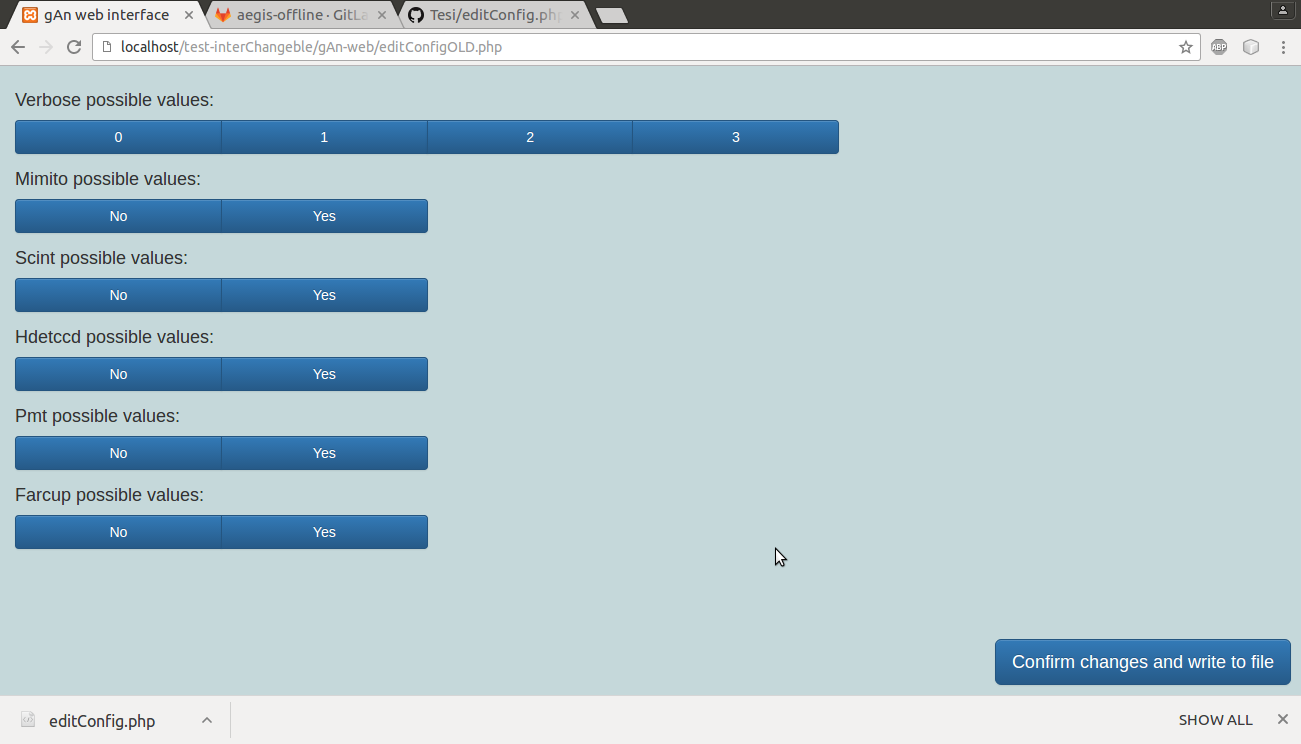 gAn web interface
aegis-offline · GitLa
Tesi/editConfig.php
localhost/test-interChangeble/gAn-web/editConfigOLD.php
ABP
Verbose possible values:
0 1 2 3
Mimito possible values:
No Yes
Scint possible values:
No Yes
Hdetccd possible values:
No Yes
Pmt possible values:
No Yes
Farcup possible values:
No Yes
Confirm changes and write to file
editConfig.php
SHOW ALL